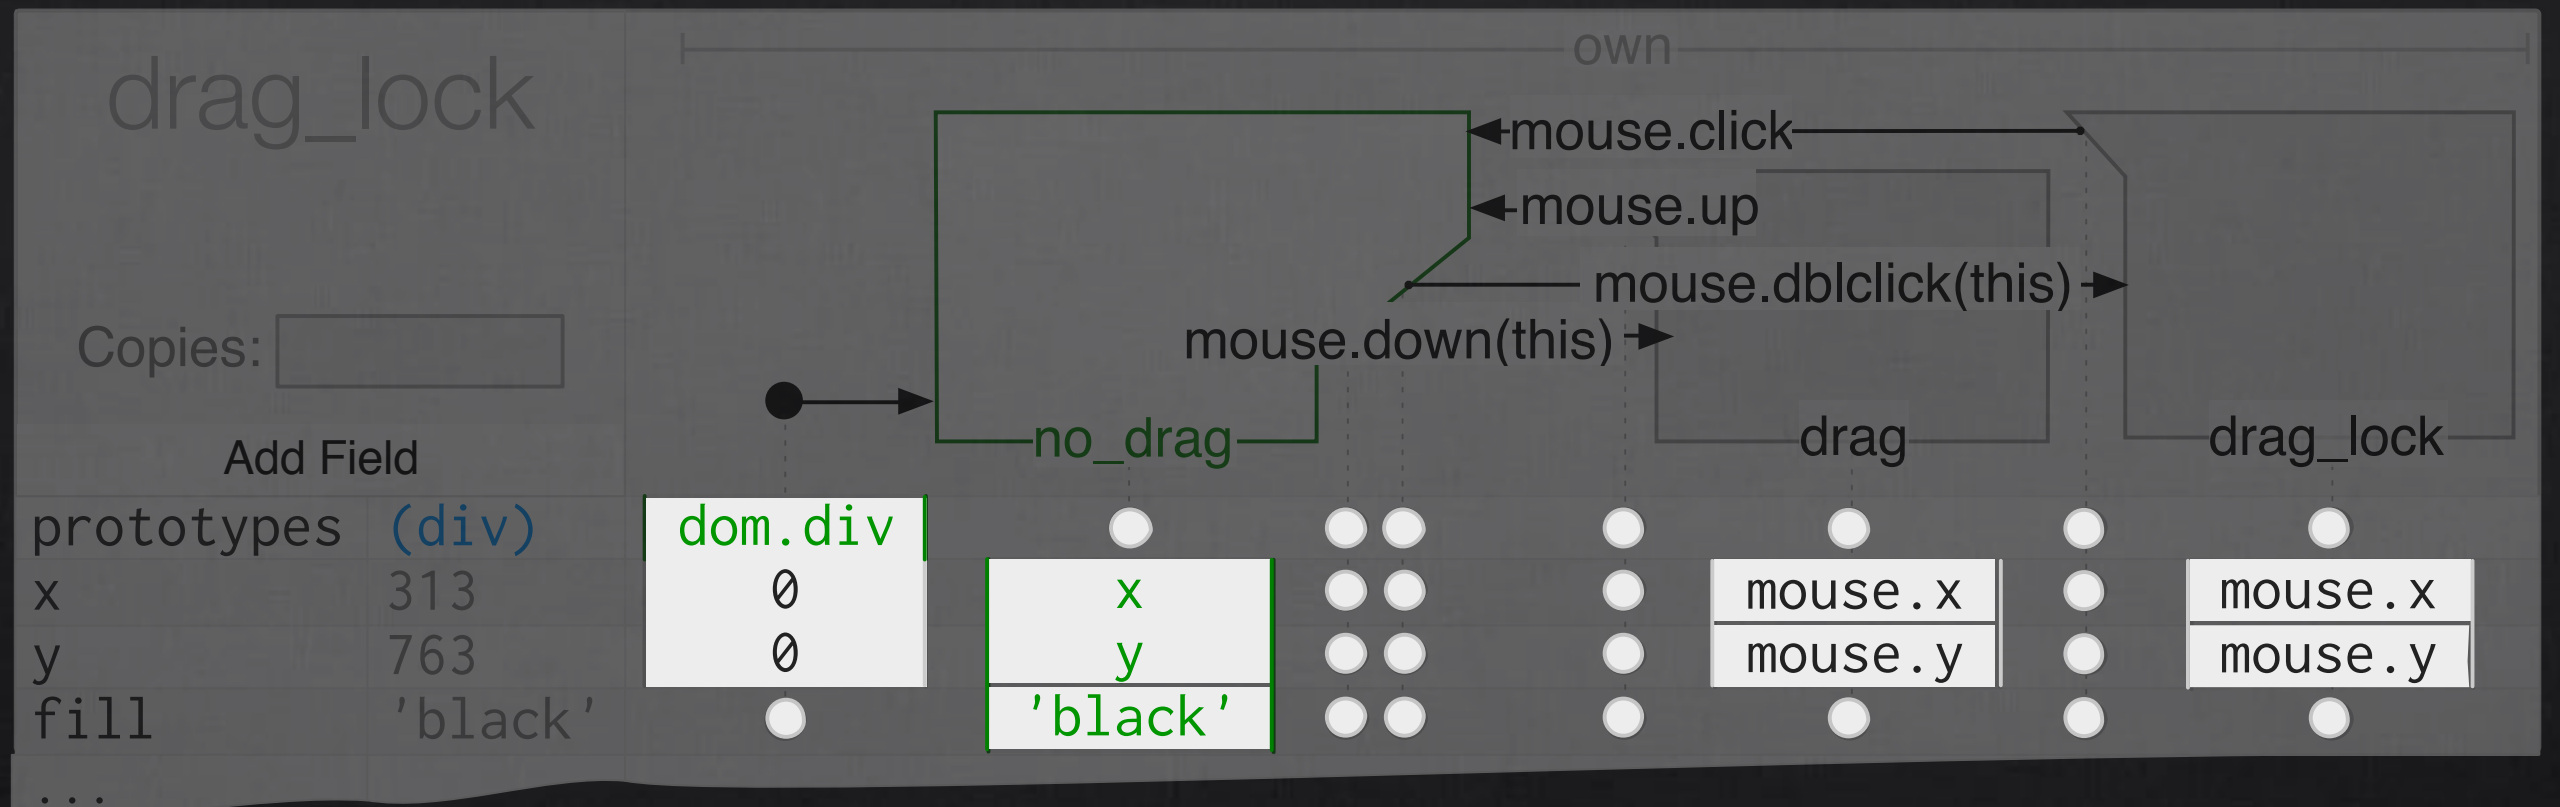 own
drag_lock
mouse.click
mouse.up
mouse.dblclick(this)
Copies:
mouse.down(this)
no_drag
drag
drag_lock
Add Field
prototypes (div) dom.div
x 313 0 x mouse.x mouse.x
y 763 0 y mouse.y mouse.y
fill 'black' 'black'
...